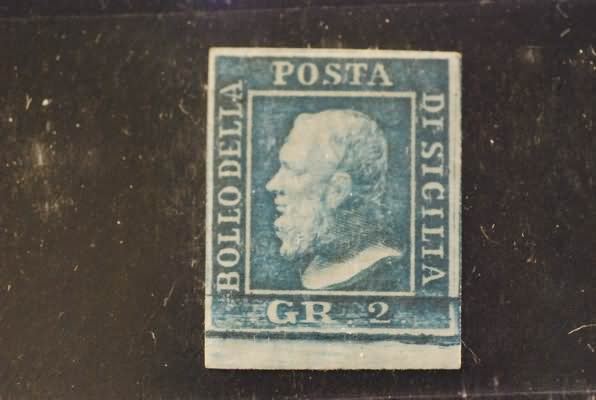 POSTA
BOLLO DELLA
DI SICILIA
GR 2